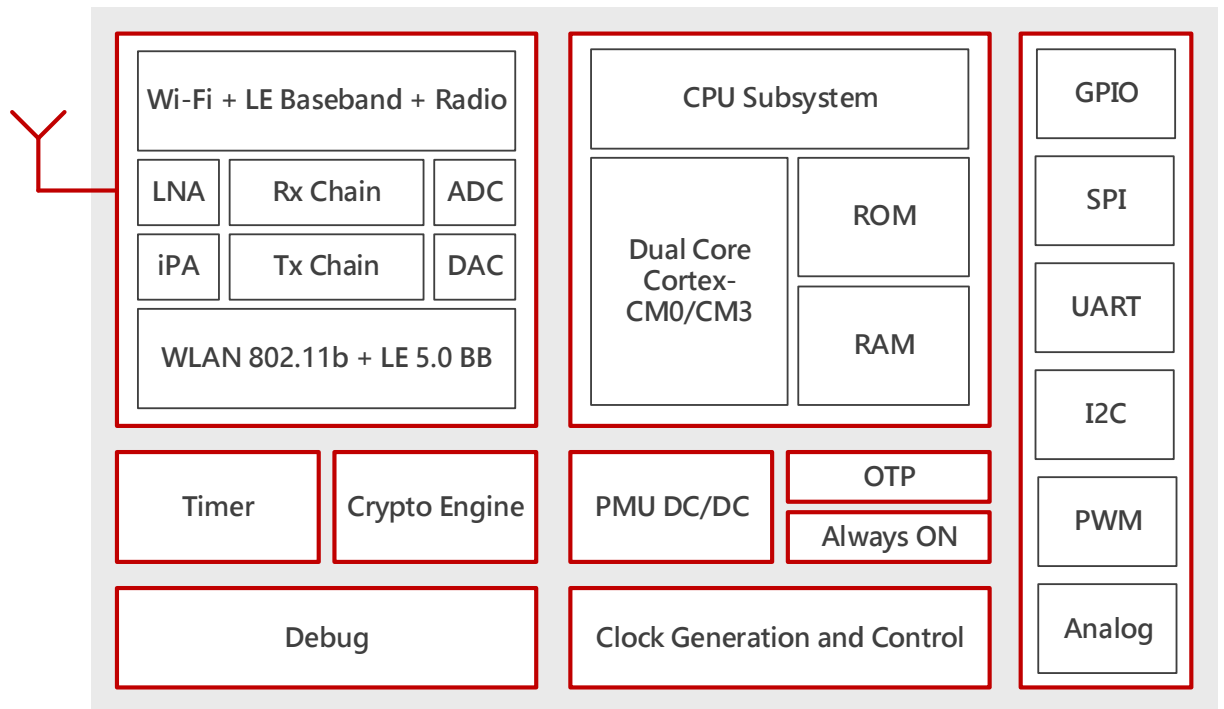 Wi-Fi + LE Baseband + Radio
LNA
Rx Chain
ADC
iPA
Tx Chain
DAC
WLAN 802.11b + LE 5.0 BB
CPU Subsystem
Dual Core
Cortex-
CM0/CM3
ROM
RAM
GPIO
SPI
UART
I2C
PWM
Analog
Timer
Crypto Engine
PMU DC/DC
OTP
Always ON
Debug
Clock Generation and Control